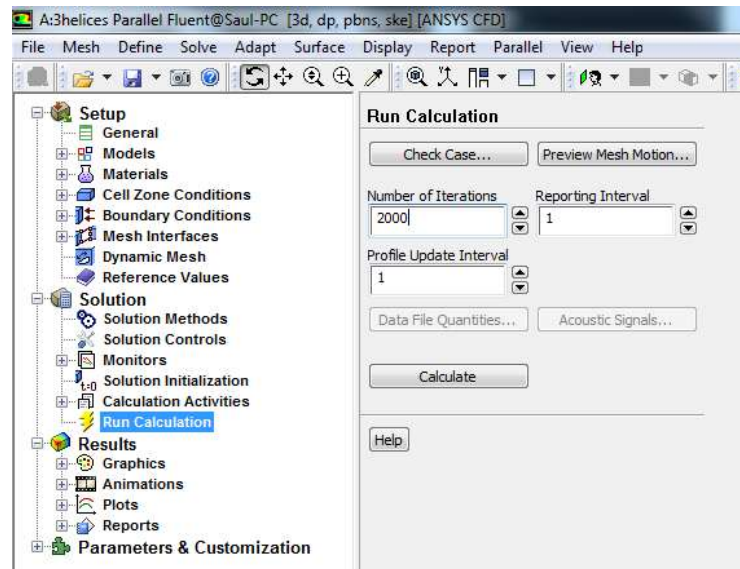 A:3helices Parallel Fluent@Saul-PC [3d, dp, pbns, ske] [ANSYS CFD]
File Mesh Define Solve Adapt Surface Display Report Parallel View Help
Setup
General
Models
Materials
Cell Zone Conditions
Boundary Conditions
Mesh Interfaces
Dynamic Mesh
Reference Values
Solution
Solution Methods
Solution Controls
Monitors
t=0 Solution Initialization
Calculation Activities
Run Calculation
Results
Graphics
Animations
Plots
Reports
Parameters & Customization
Run Calculation
Check Case... Preview Mesh Motion...
Number of Iterations Reporting Interval
2000 1
Profile Update Interval
1
Data File Quantities... Acoustic Signals...
Calculate
Help